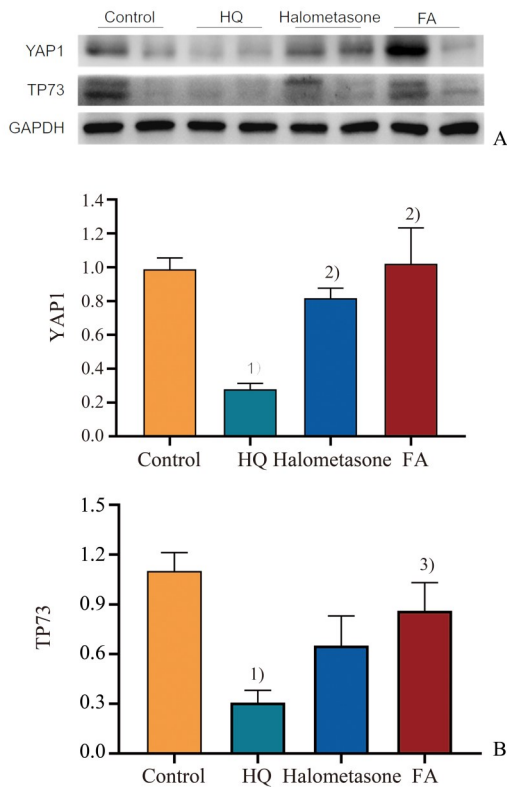 Control HQ Halometasone FA
YAP1
TP73
GAPDH
A
1.4
1.2
1.0
0.8
0.6
0.4
0.2
0.0
YAP1
1)
2)
2)
Control HQ Halometasone FA
1.5
1.2
0.9
0.6
0.3
0.0
TP73
1)
3)
B
Control HQ Halometasone FA